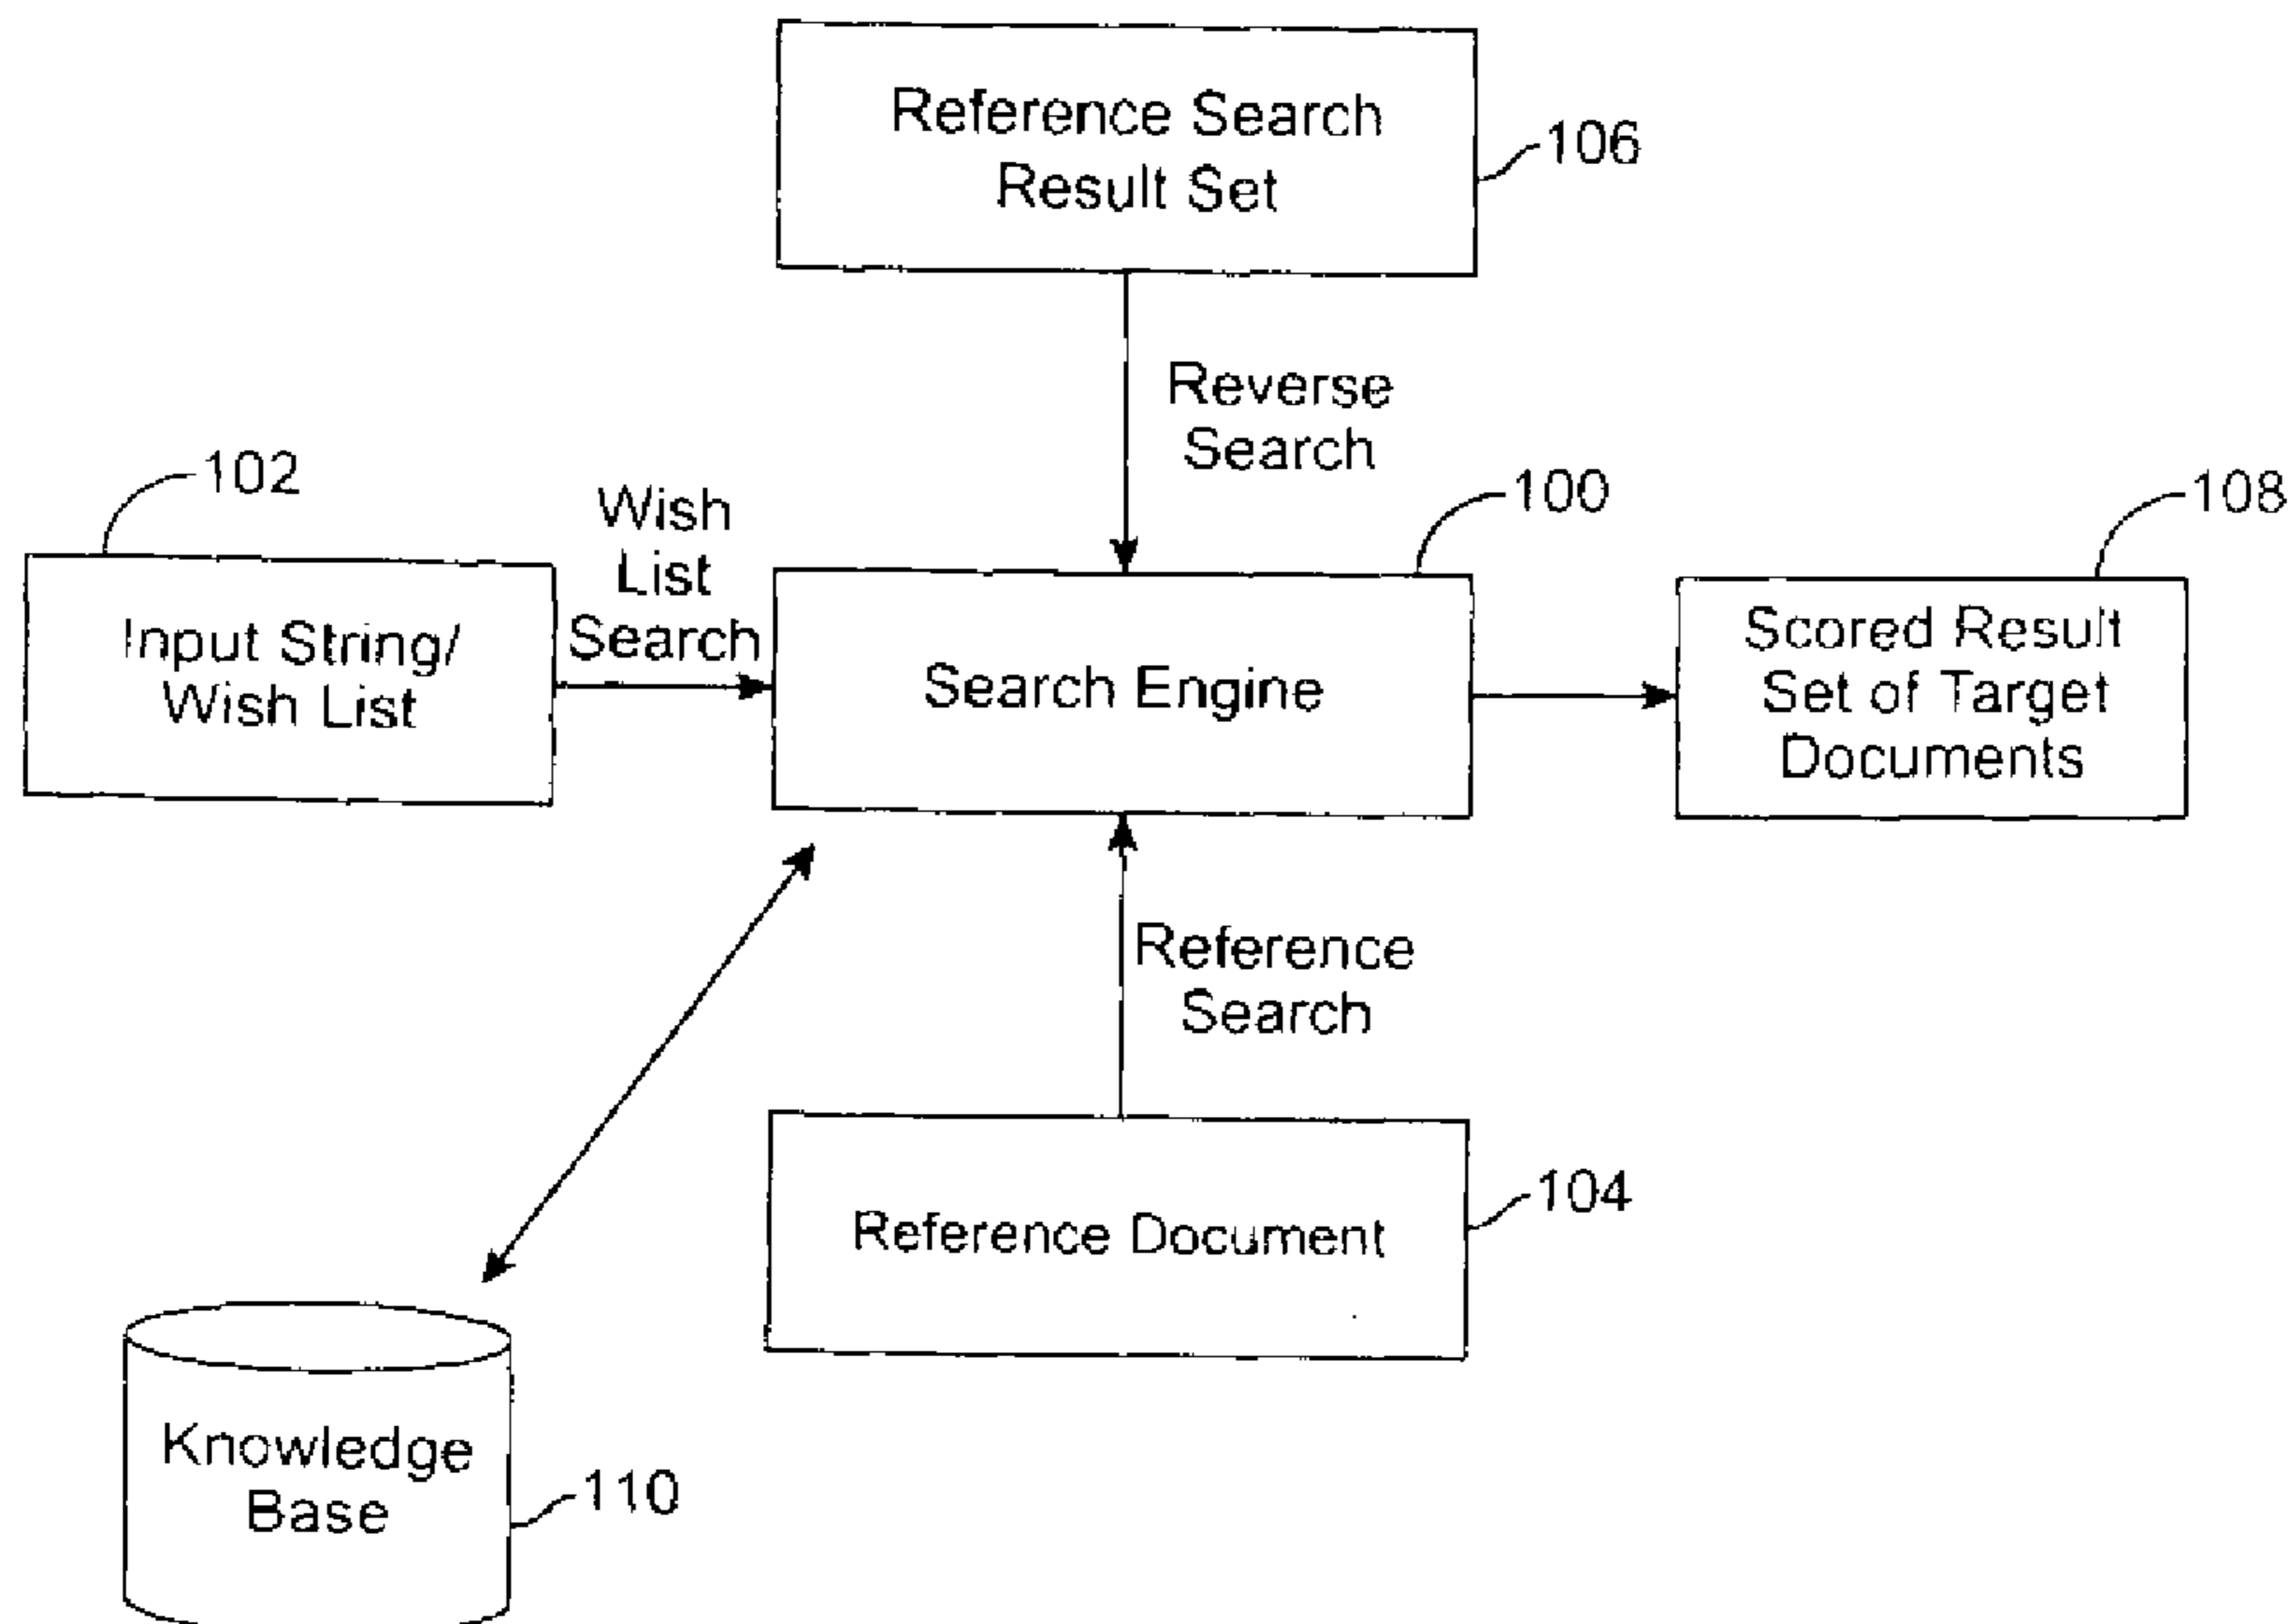 Reference Search
Result Set
106
Reverse
Search
102
Wish
List
Search
100
108
Input String/
Wish List
Search Engine
Scored Result
Set of Target
Documents
Reference
Search
Reference Document
104
Knowledge
Base
110